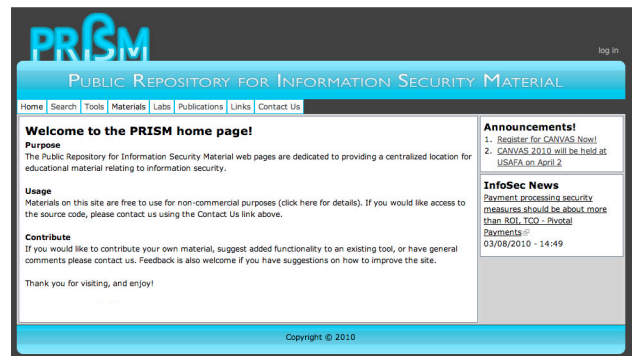 PRISM
log in
PUBLIC REPOSITORY FOR INFORMATION SECURITY MATERIAL
Home Search Tools Materials Labs Publications Links Contact Us
Welcome to the PRISM home page!
Purpose
The Public Repository for Information Security Material web pages are dedicated to providing a centralized location for
educational material relating to information security.
Usage
Materials on this site are free to use for non-commercial purposes (click here for details). If you would like access to
the source code, please contact us using the Contact Us link above.
Contribute
If you would like to contribute your own material, suggest added functionality to an existing tool, or have general
comments please contact us. Feedback is also welcome if you have suggestions on how to improve the site.
Thank you for visiting, and enjoy!
Announcements!
1. Register for CANVAS Now!
2. CANVAS 2010 will be held at
USAFA on April 2
InfoSec News
Payment processing security
measures should be about more
than ROI, TCO - Pivotal
Payments
03/08/2010 - 14:49
Copyright © 2010